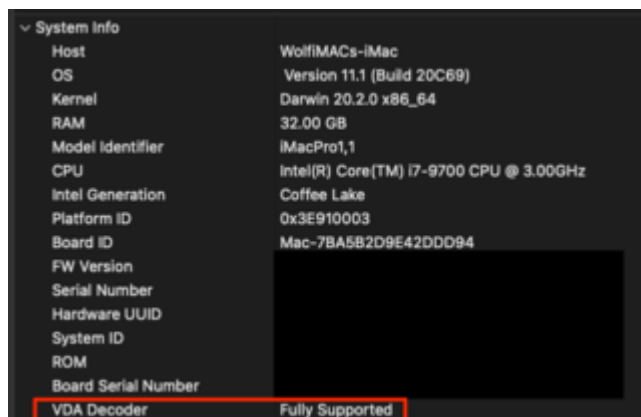 System Info
Host WolfiMACs-iMac
OS Version 11.1 (Build 20C69)
Kernel Darwin 20.2.0 x86_64
RAM 32.00 GB
Model Identifier iMacPro1,1
CPU Intel(R) Core(TM) i7-9700 CPU @ 3.00GHz
Intel Generation Coffee Lake
Platform ID 0x3E910003
Board ID Mac-7BA5B2D9E42DDD94
FW Version
Serial Number
Hardware UUID
System ID
ROM
Board Serial Number
VDA Decoder Fully Supported